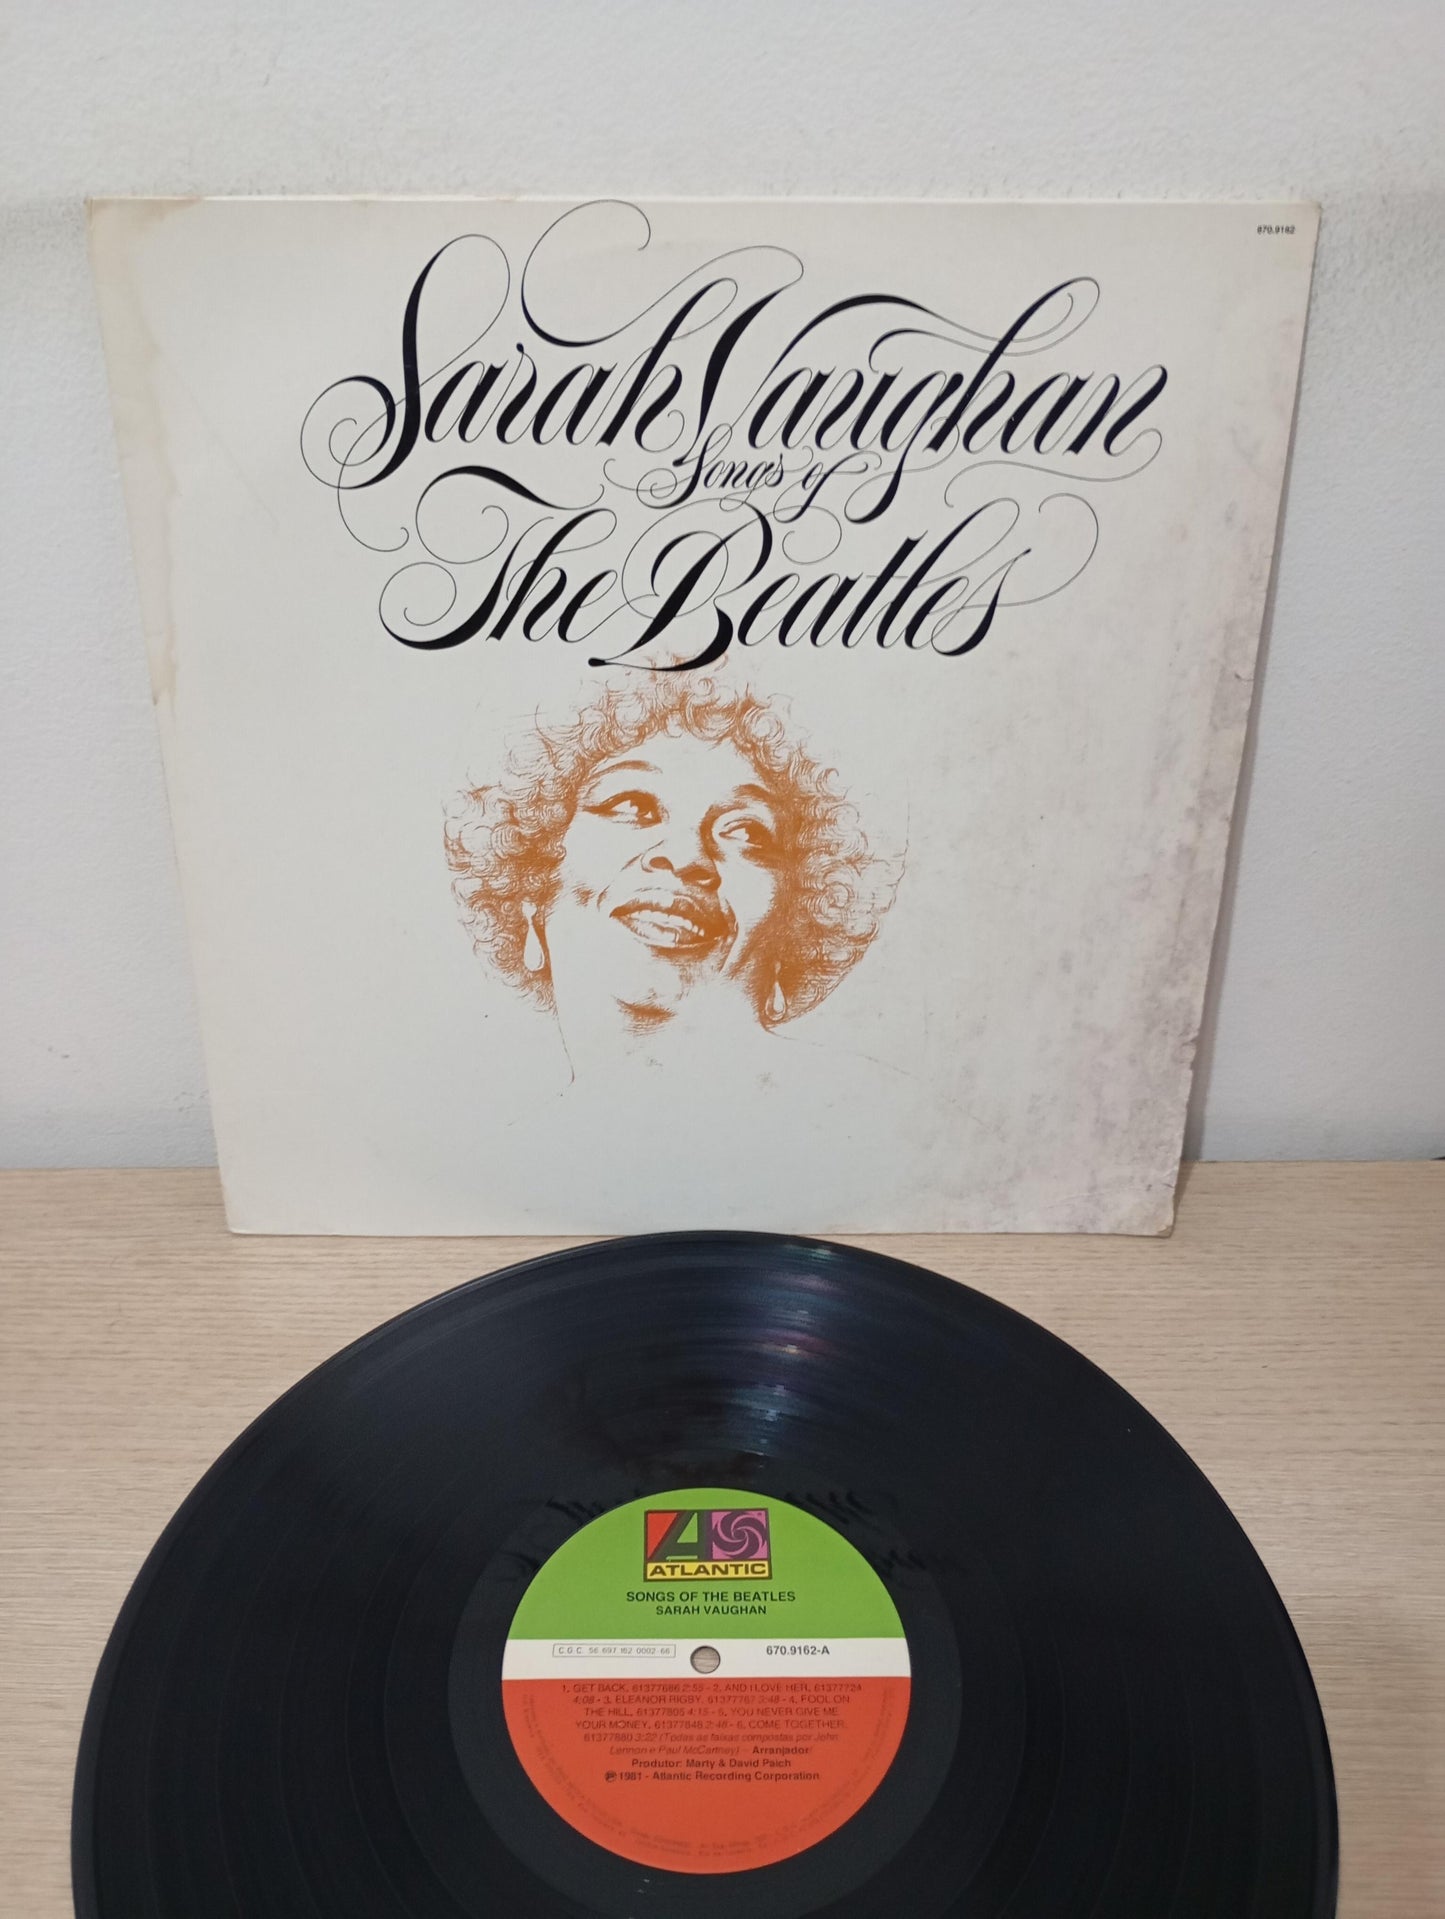 670.9162
Sarah Vaughan
Songs of
The Beatles
ATLANTIC
SONGS OF THE BEATLES
SARAH VAUGHAN
C.G.C. 56 697 162 0002-66
670.9162-A
1. GET BACK, 61377686 2:55 - 2. AND I LOVE HER, 61377724
4:08 - 3. ELEANOR RIGBY, 61377767 3:48 - 4. FOOL ON
THE HILL, 61377805 4:15 - 5. YOU NEVER GIVE ME
YOUR MONEY, 61377848 2:48 - 6. COME TOGETHER,
61377880 3:22 (Todas as faixas compostas por John
Lennon e Paul McCartney) - Arranjador/
Produtor: Marty & David Paich
℗ 1981 - Atlantic Recording Corporation